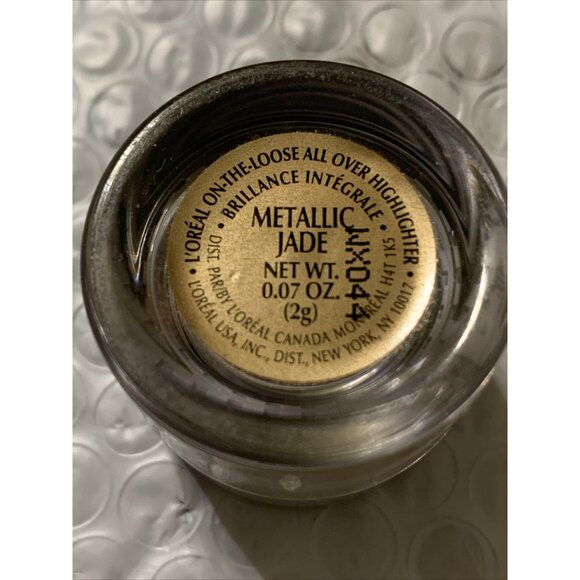 • L'ORÉAL ON-THE-LOOSE ALL OVER HIGHLIGHTER •
• BRILLANCE INTÉGRALE •
METALLIC
JADE
NET WT.
0.07 OZ.
(2g)
DIST. PAR/BY L'ORÉAL CANADA MONTRÉAL H4T 1K5
L'ORÉAL USA, INC., DIST., NEW YORK, NY 10017
WX044